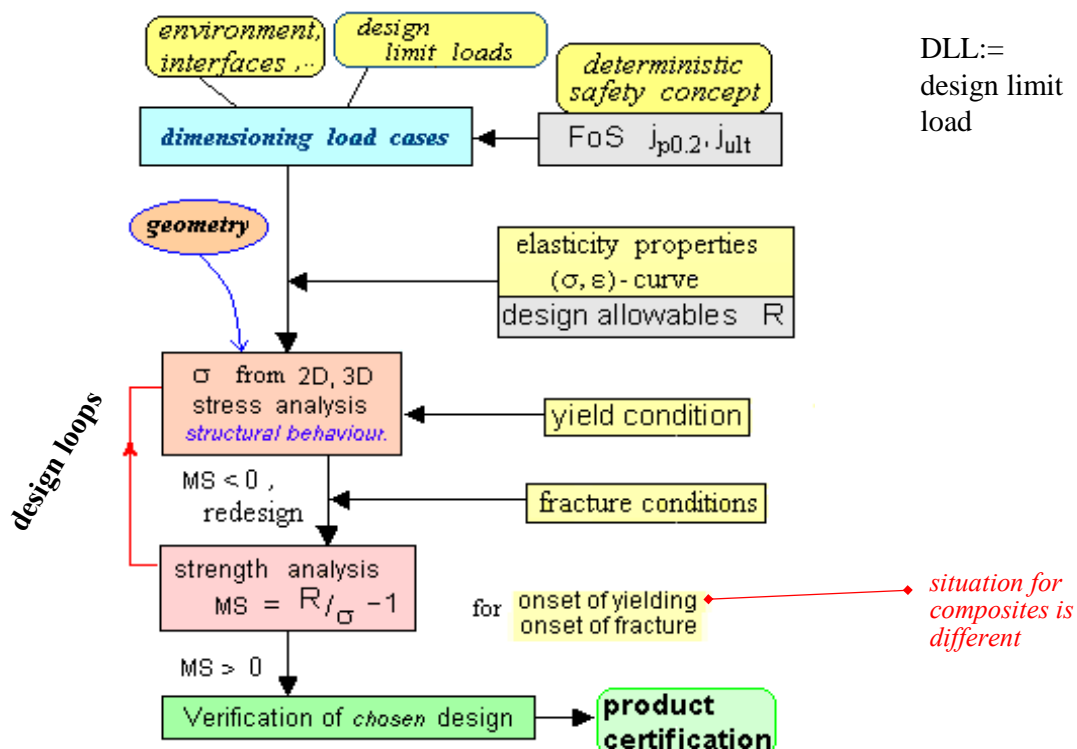 environment,
interfaces ,..
design
limit loads
deterministic
safety concept
DLL:=
design limit
load
dimensioning load cases
FoS jp0.2, jult
geometry
elasticity properties
(σ, ε) - curve
design allowables R
σ from 2D, 3D
stress analysis
structural behaviour.
yield condition
design loops
MS < 0 ,
redesign
fracture conditions
strength analysis
MS = R/σ -1
for
onset of yielding
onset of fracture
situation for
composites is
different
MS > 0
Verification of chosen design
product
certification